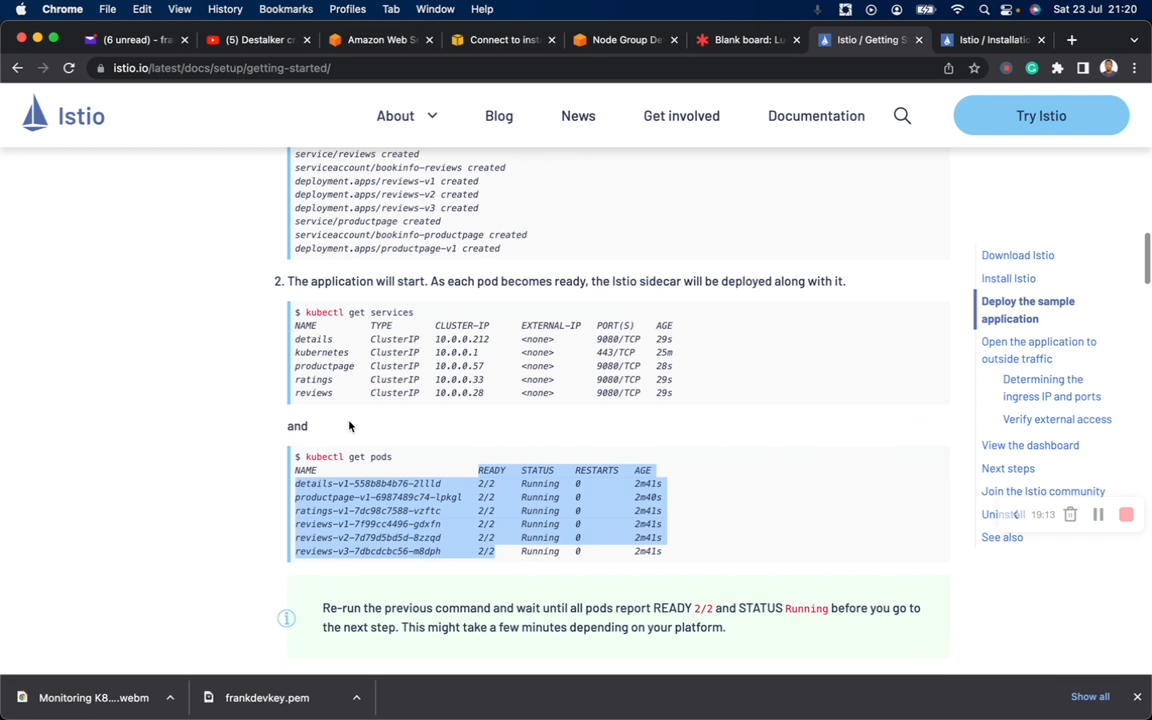 Chrome File Edit View History Bookmarks Profiles Tab Window Help Sat 23 Jul 21:20
(6 unread) - fra (5) Destalker cr Amazon Web S Connect to inst Node Group De Blank board: Lu Istio / Getting S Istio / Installatio
istio.io/latest/docs/setup/getting-started/
Istio About Blog News Get involved Documentation Try Istio
service/reviews created
serviceaccount/bookinfo-reviews created
deployment.apps/reviews-v1 created
deployment.apps/reviews-v2 created
deployment.apps/reviews-v3 created
service/productpage created
serviceaccount/bookinfo-productpage created
deployment.apps/productpage-v1 created
2. The application will start. As each pod becomes ready, the Istio sidecar will be deployed along with it.
$ kubectl get services
NAME TYPE CLUSTER-IP EXTERNAL-IP PORT(S) AGE
details ClusterIP 10.0.0.212 <none> 9080/TCP 29s
kubernetes ClusterIP 10.0.0.1 <none> 443/TCP 25m
productpage ClusterIP 10.0.0.57 <none> 9080/TCP 28s
ratings ClusterIP 10.0.0.33 <none> 9080/TCP 29s
reviews ClusterIP 10.0.0.28 <none> 9080/TCP 29s
and
$ kubectl get pods
NAME READY STATUS RESTARTS AGE
details-v1-558b8b4b76-2llld 2/2 Running 0 2m41s
productpage-v1-6987489c74-lpkgl 2/2 Running 0 2m40s
ratings-v1-7dc98c7588-vzftc 2/2 Running 0 2m41s
reviews-v1-7f99cc4496-gdxfn 2/2 Running 0 2m41s
reviews-v2-7d79d5bd5d-8zzqd 2/2 Running 0 2m41s
reviews-v3-7dbcdcbc56-m8dph 2/2 Running 0 2m41s
Re-run the previous command and wait until all pods report READY 2/2 and STATUS Running before you go to
the next step. This might take a few minutes depending on your platform.
Download Istio
Install Istio
Deploy the sample
application
Open the application to
outside traffic
Determining the
ingress IP and ports
Verify external access
View the dashboard
Next steps
Join the Istio community
Uninstall 19:13
See also
Monitoring K8....webm frankdevkey.pem Show all